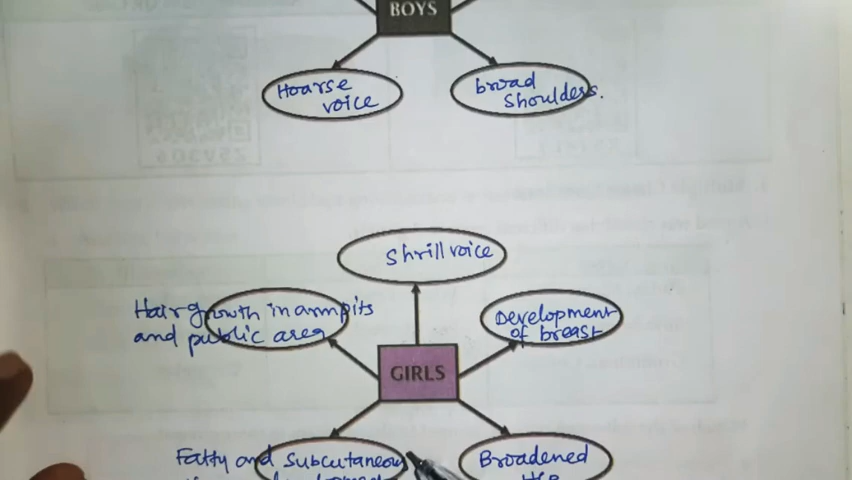 BOYS
Hoarse
voice
broad
shoulders.
Shrill voice
Hair growth in armpits
and public area
Development
of breast
GIRLS
Fatty and subcutaneous
Broadened